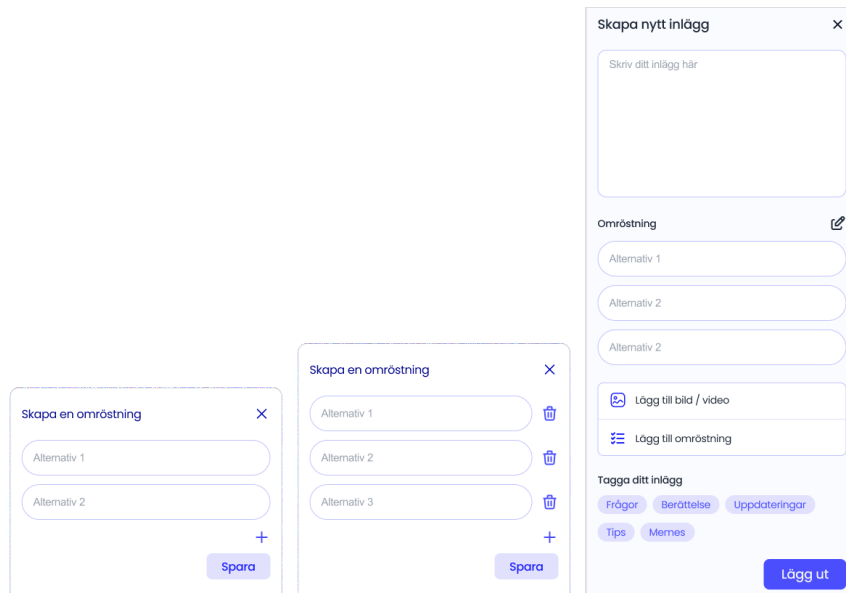 Skapa en omröstning
Alternativ 1
Alternativ 2
Spara
Skapa en omröstning
Alternativ 1
Alternativ 2
Alternativ 3
Spara
Skapa nytt inlägg
Skriv ditt inlägg här
Omröstning
Alternativ 1
Alternativ 2
Alternativ 2
Lägg till bild / video
Lägg till omröstning
Tagga ditt inlägg
Frågor Berättelse Uppdateringar
Tips Memes
Lägg ut